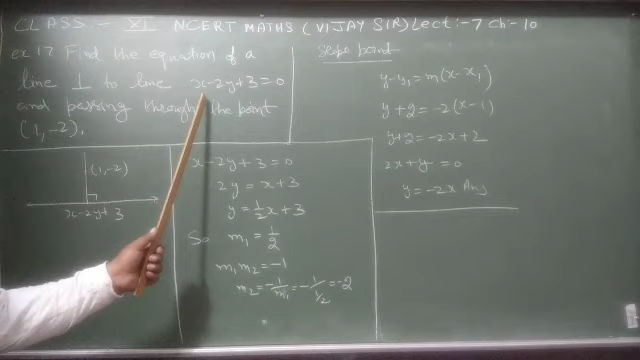 CLASS:- XI NCERT MATHS (VIJAY SIR) Lect:-7 Ch:-10
ex 17 Find the equation of a
line ⊥ to line x-2y+3=0
and passing through the point
(1,-2).
(1,-2)
x-2y+3
x-2y+3=0
2y = x+3
y = 1/2 x+3
So m₁ = 1/2
m₁m₂ = -1
m₂ = -1/m₁ = -1/1/2 = -2
=
slope point
y-y₁ = m(x-x₁)
y+2 = -2(x-1)
y+2 = -2x+2
2x+y = 0
y = -2x Ans